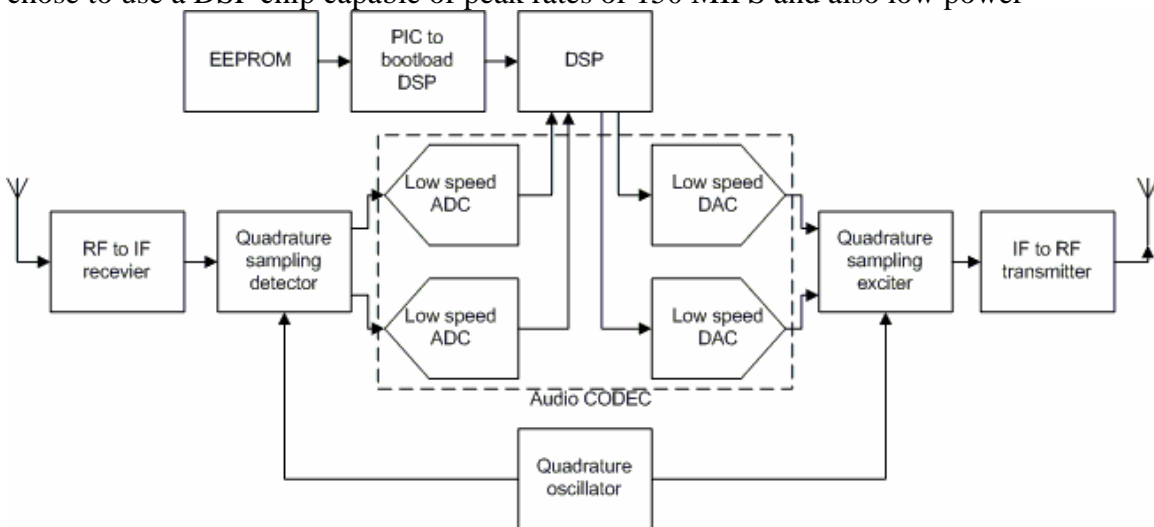 chose to use a DSP chip capable of peak rates of MIPS and also low power
EEPROM
PIC to
bootload
DSP
DSP
Low speed
ADC
Low speed
DAC
RF to IF
recevier
Quadrature
sampling
detector
Quadrature
sampling
exciter
IF to RF
transmitter
Low speed
ADC
Low speed
DAC
Audio CODEC
Quadrature
oscillator